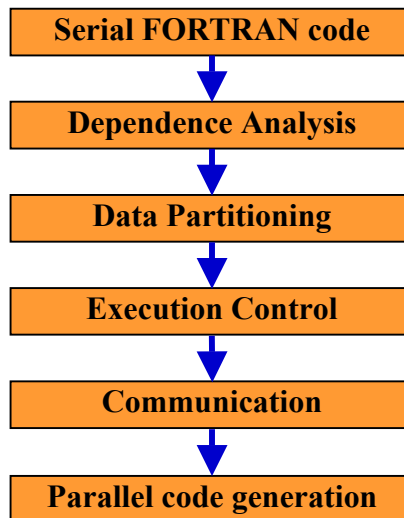 Serial FORTRAN code
Dependence Analysis
Data Partitioning
Execution Control
Communication
Parallel code generation